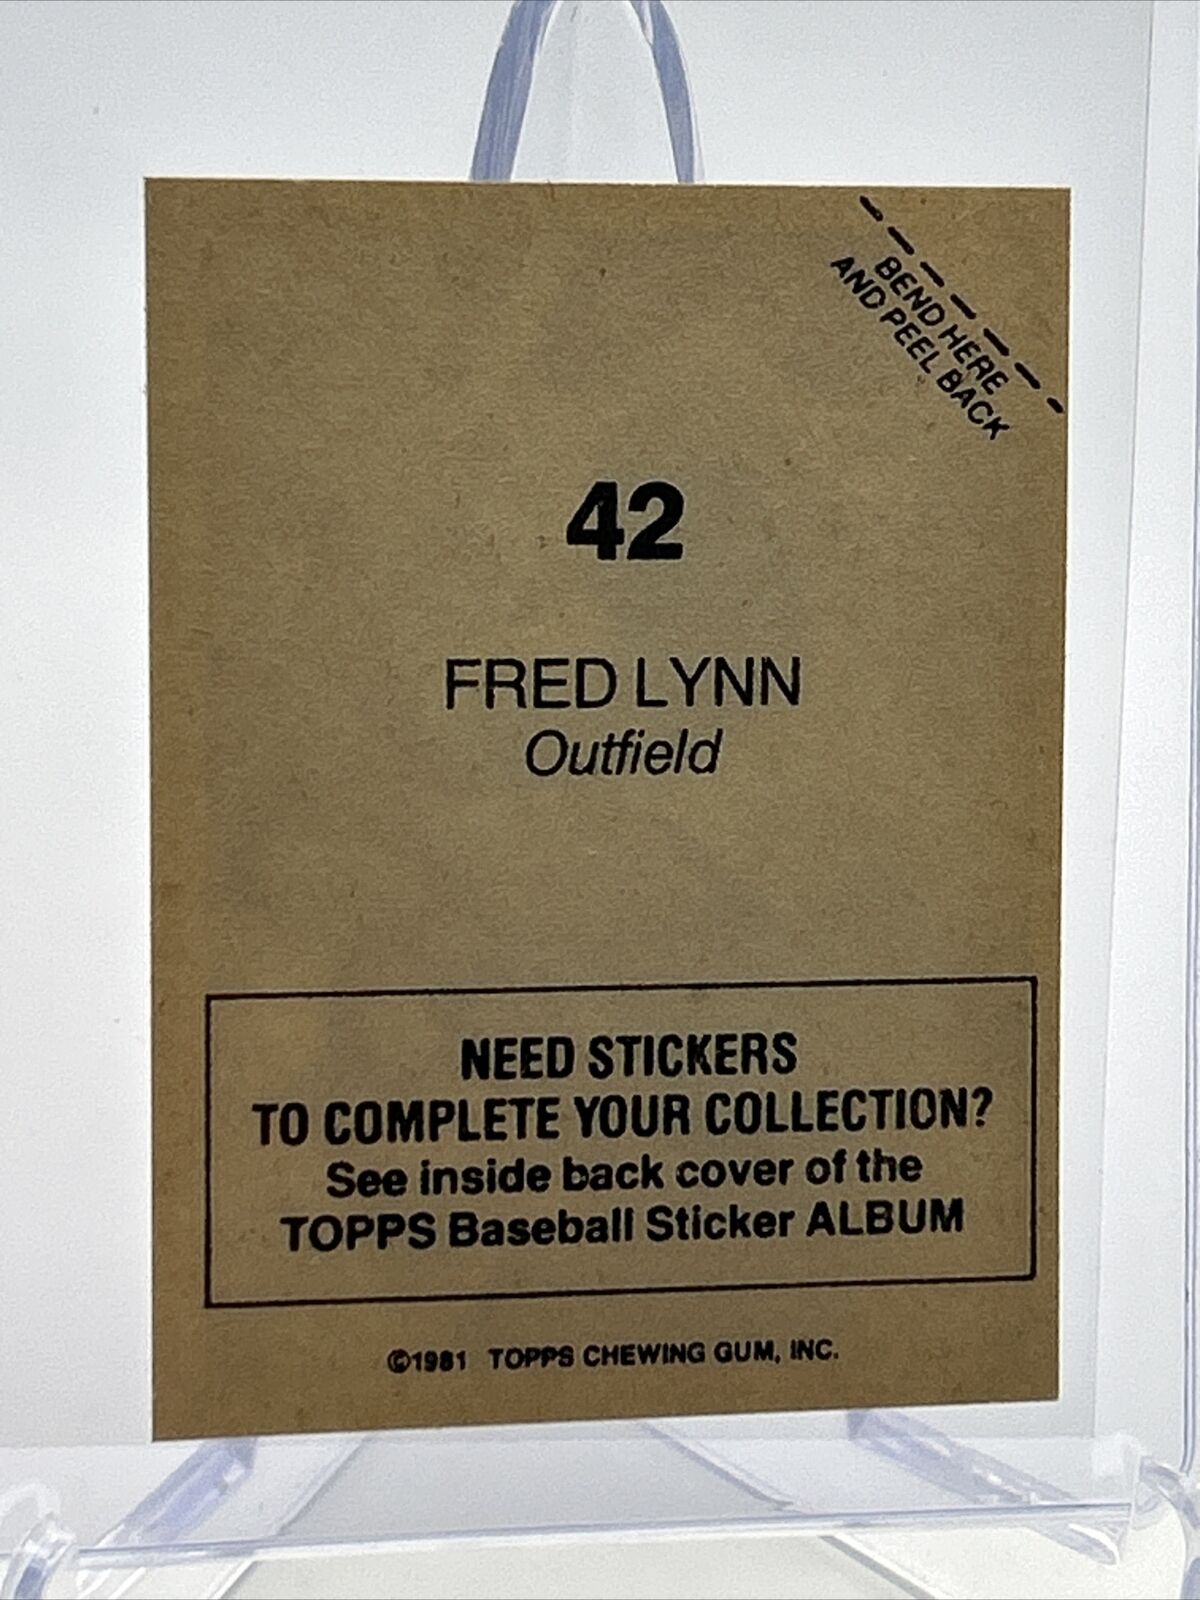 BEND HERE
AND PEEL BACK
42
FRED LYNN
Outfield
NEED STICKERS
TO COMPLETE YOUR COLLECTION?
See inside back cover of the
TOPPS Baseball Sticker ALBUM
©1981 TOPPS CHEWING GUM, INC.